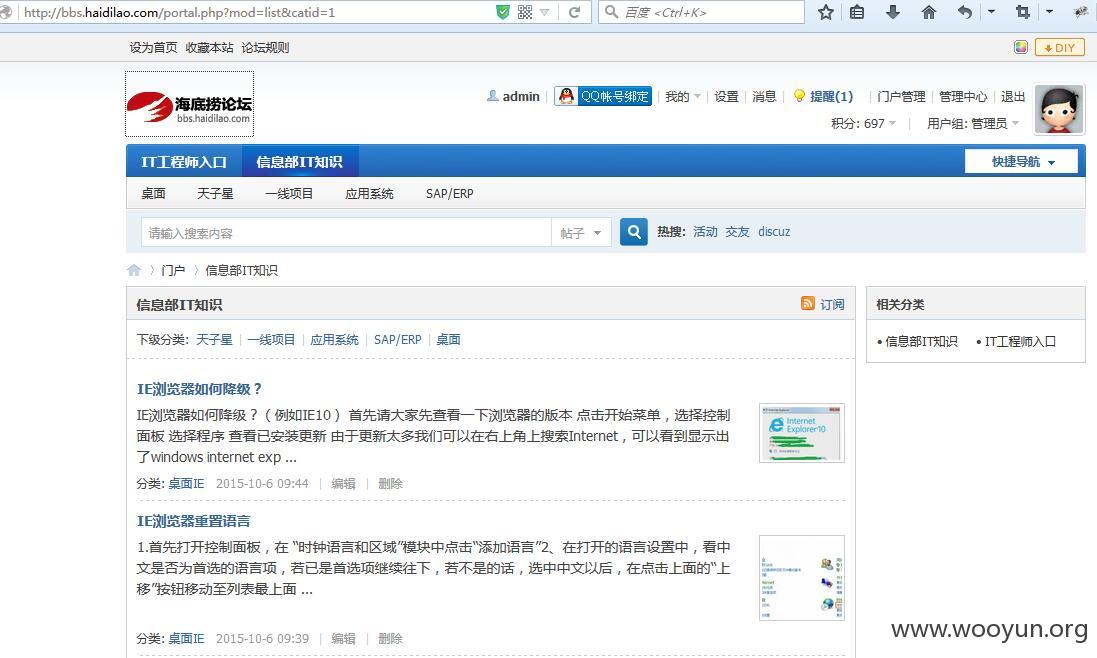 http://bbs.haidilao.com/portal.php?mod=list&catid=1
百度 <Ctrl+K>
设为首页 收藏本站 论坛规则
DIY
海底捞论坛
bbs.haidilao.com
admin QQ帐号绑定 我的 设置 消息 提醒(1) 门户管理 管理中心 退出
积分: 697 用户组: 管理员
IT工程师入口 信息部IT知识 快捷导航
桌面 天子星 一线项目 应用系统 SAP/ERP
请输入搜索内容 帖子 热搜: 活动 交友 discuz
门户 信息部IT知识
信息部IT知识 订阅
下级分类: 天子星 | 一线项目 | 应用系统 | SAP/ERP | 桌面
IE浏览器如何降级？
IE浏览器如何降级？（例如IE10） 首先请大家先查看一下浏览器的版本 点击开始菜单，选择控制
面板 选择程序 查看已安装更新 由于更新太多我们可以在右上角上搜索Internet，可以看到显示出
了windows internet exp ...
Internet
Explorer10
分类: 桌面IE 2015-10-6 09:44 | 编辑 | 删除
IE浏览器重置语言
1.首先打开控制面板，在 “时钟语言和区域”模块中点击“添加语言”2、在打开的语言设置中，看中
文是否为首选的语言项，若已是首选项继续往下，若不是的话，选中中文以后，在点击上面的“上
移”按钮移动至列表最上面 ...
分类: 桌面IE 2015-10-6 09:39 | 编辑 | 删除
相关分类
• 信息部IT知识 • IT工程师入口
www.wooyun.org